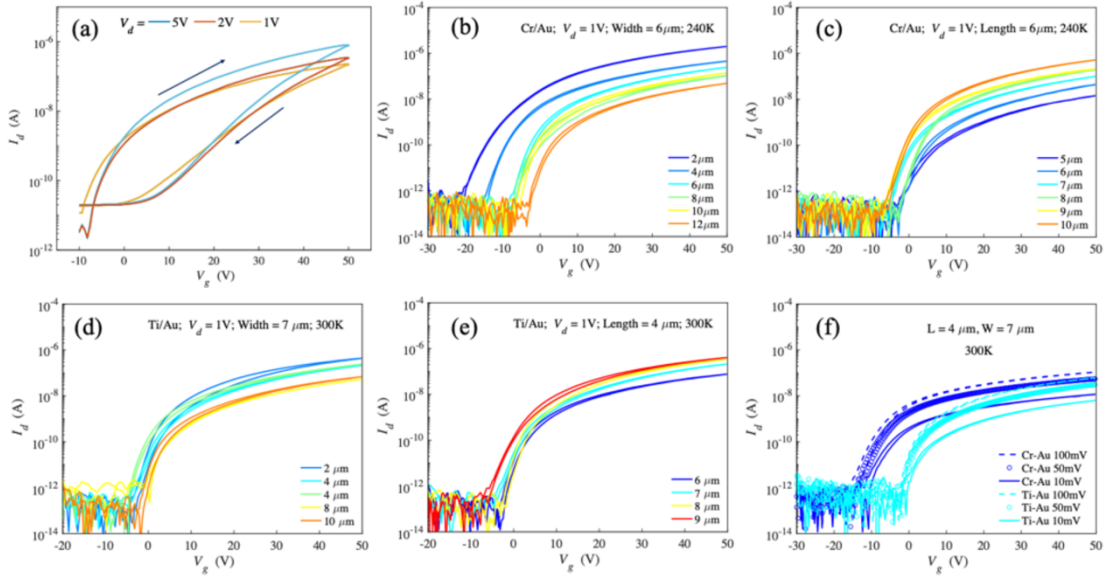 (a)
V_d = 5V 2V 1V
10^-6
10^-8
10^-10
10^-12
I_d (A)
-10 0 10 20 30 40 50
V_g (V)
(b)
Cr/Au; V_d = 1V; Width = 6μm; 240K
10^-4
10^-6
10^-8
10^-10
10^-12
10^-14
I_d (A)
2μm
4μm
6μm
8μm
10μm
12μm
-30 -20 -10 0 10 20 30 40 50
V_g (V)
(c)
Cr/Au; V_d = 1V; Length = 6μm; 240K
10^-4
10^-6
10^-8
10^-10
10^-12
10^-14
I_d (A)
5μm
6μm
7μm
8μm
9μm
10μm
-20 -10 0 10 20 30 40 50
V_g (V)
(d)
Ti/Au; V_d = 1V; Width = 7 μm; 300K
10^-4
10^-6
10^-8
10^-10
10^-12
10^-14
I_d (A)
2 μm
4 μm
4 μm
8 μm
10 μm
-20 -10 0 10 20 30 40 50
V_g (V)
(e)
Ti/Au; V_d = 1V; Length = 4 μm; 300K
10^-4
10^-6
10^-8
10^-10
10^-12
10^-14
I_d (A)
6 μm
7 μm
8 μm
9 μm
-20 -10 0 10 20 30 40 50
V_g (V)
(f)
L = 4 μm, W = 7 μm
300K
10^-4
10^-6
10^-8
10^-10
10^-12
10^-14
I_d (A)
Cr-Au 100mV
Cr-Au 50mV
Cr-Au 10mV
Ti-Au 100mV
Ti-Au 50mV
Ti-Au 10mV
-30 -20 -10 0 10 20 30 40 50
V_g (V)